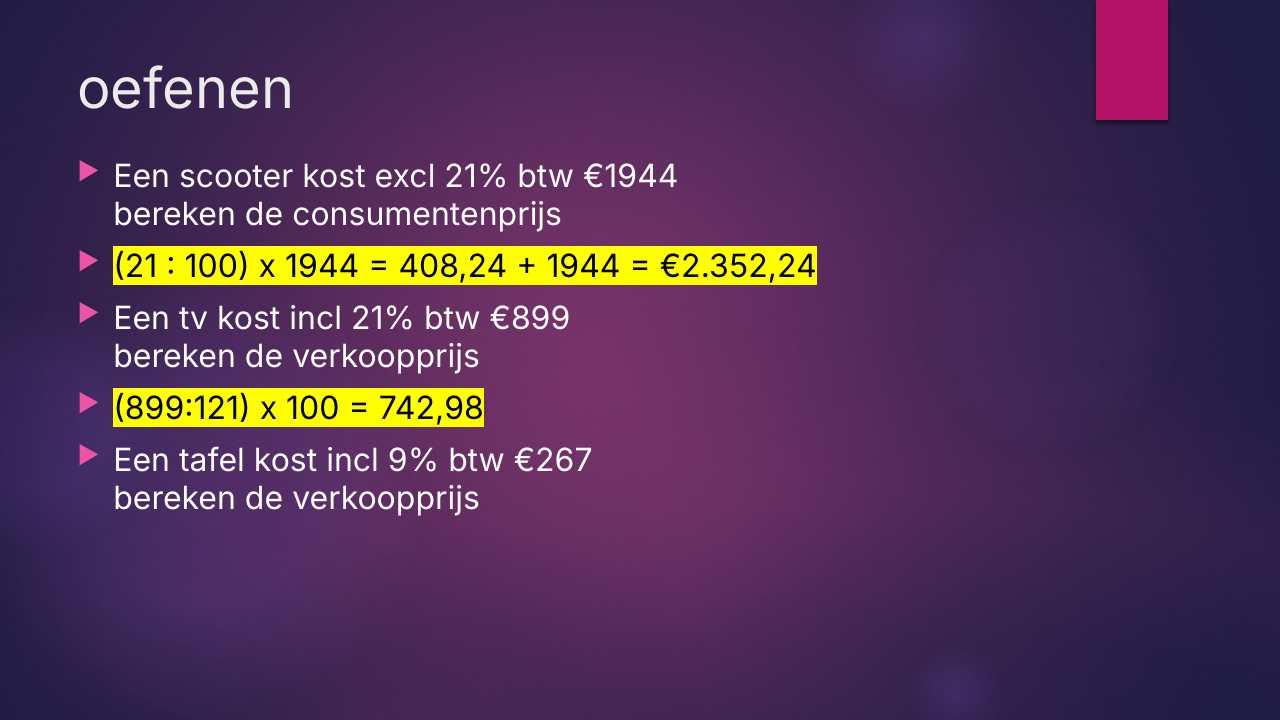 oefenen
Een scooter kost excl 21% btw €1944
bereken de consumentenprijs
(21 : 100) x 1944 = 408,24 + 1944 = €2.352,24
Een tv kost incl 21% btw €899
bereken de verkoopprijs
(899:121) x 100 = 742,98
Een tafel kost incl 9% btw €267
bereken de verkoopprijs